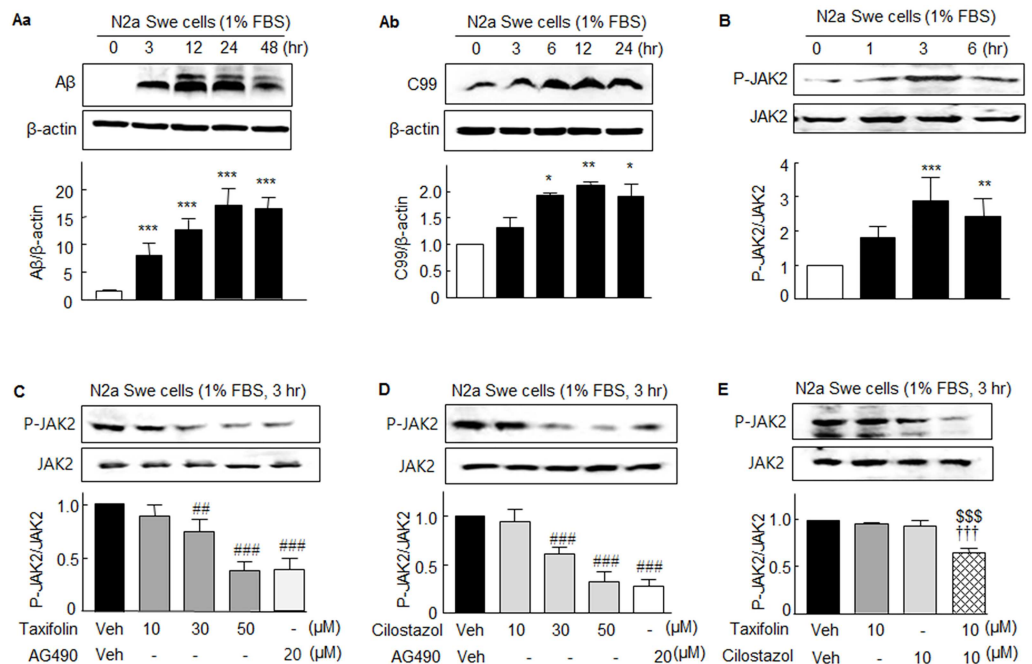 Aa
N2a Swe cells (1% FBS)
0 3 12 24 48 (hr)
Aβ
β-actin
Aβ/β-actin
20
15
10
5
0
***
***
***
***
Ab
N2a Swe cells (1% FBS)
0 3 6 12 24 (hr)
C99
β-actin
C99/β-actin
2.0
1.5
1.0
0.5
0
*
**
*
B
N2a Swe cells (1% FBS)
0 1 3 6 (hr)
P-JAK2
JAK2
P-JAK2/JAK2
4
3
2
1
0
***
**
C
N2a Swe cells (1% FBS, 3 hr)
P-JAK2
JAK2
P-JAK2/JAK2
1.0
0.5
0
##
###
###
Taxifolin Veh 10 30 50 - (μM)
AG490 Veh - - - 20 (μM)
D
N2a Swe cells (1% FBS, 3 hr)
P-JAK2
JAK2
P-JAK2/JAK2
1.0
0.5
0
###
###
###
Cilostazol Veh 10 30 50 - (μM)
AG490 Veh - - - 20 (μM)
E
N2a Swe cells (1% FBS, 3 hr)
P-JAK2
JAK2
P-JAK2/JAK2
1.0
0.5
0
$$$
†††
Taxifolin Veh 10 - 10 (μM)
Cilostazol Veh - 10 10 (μM)